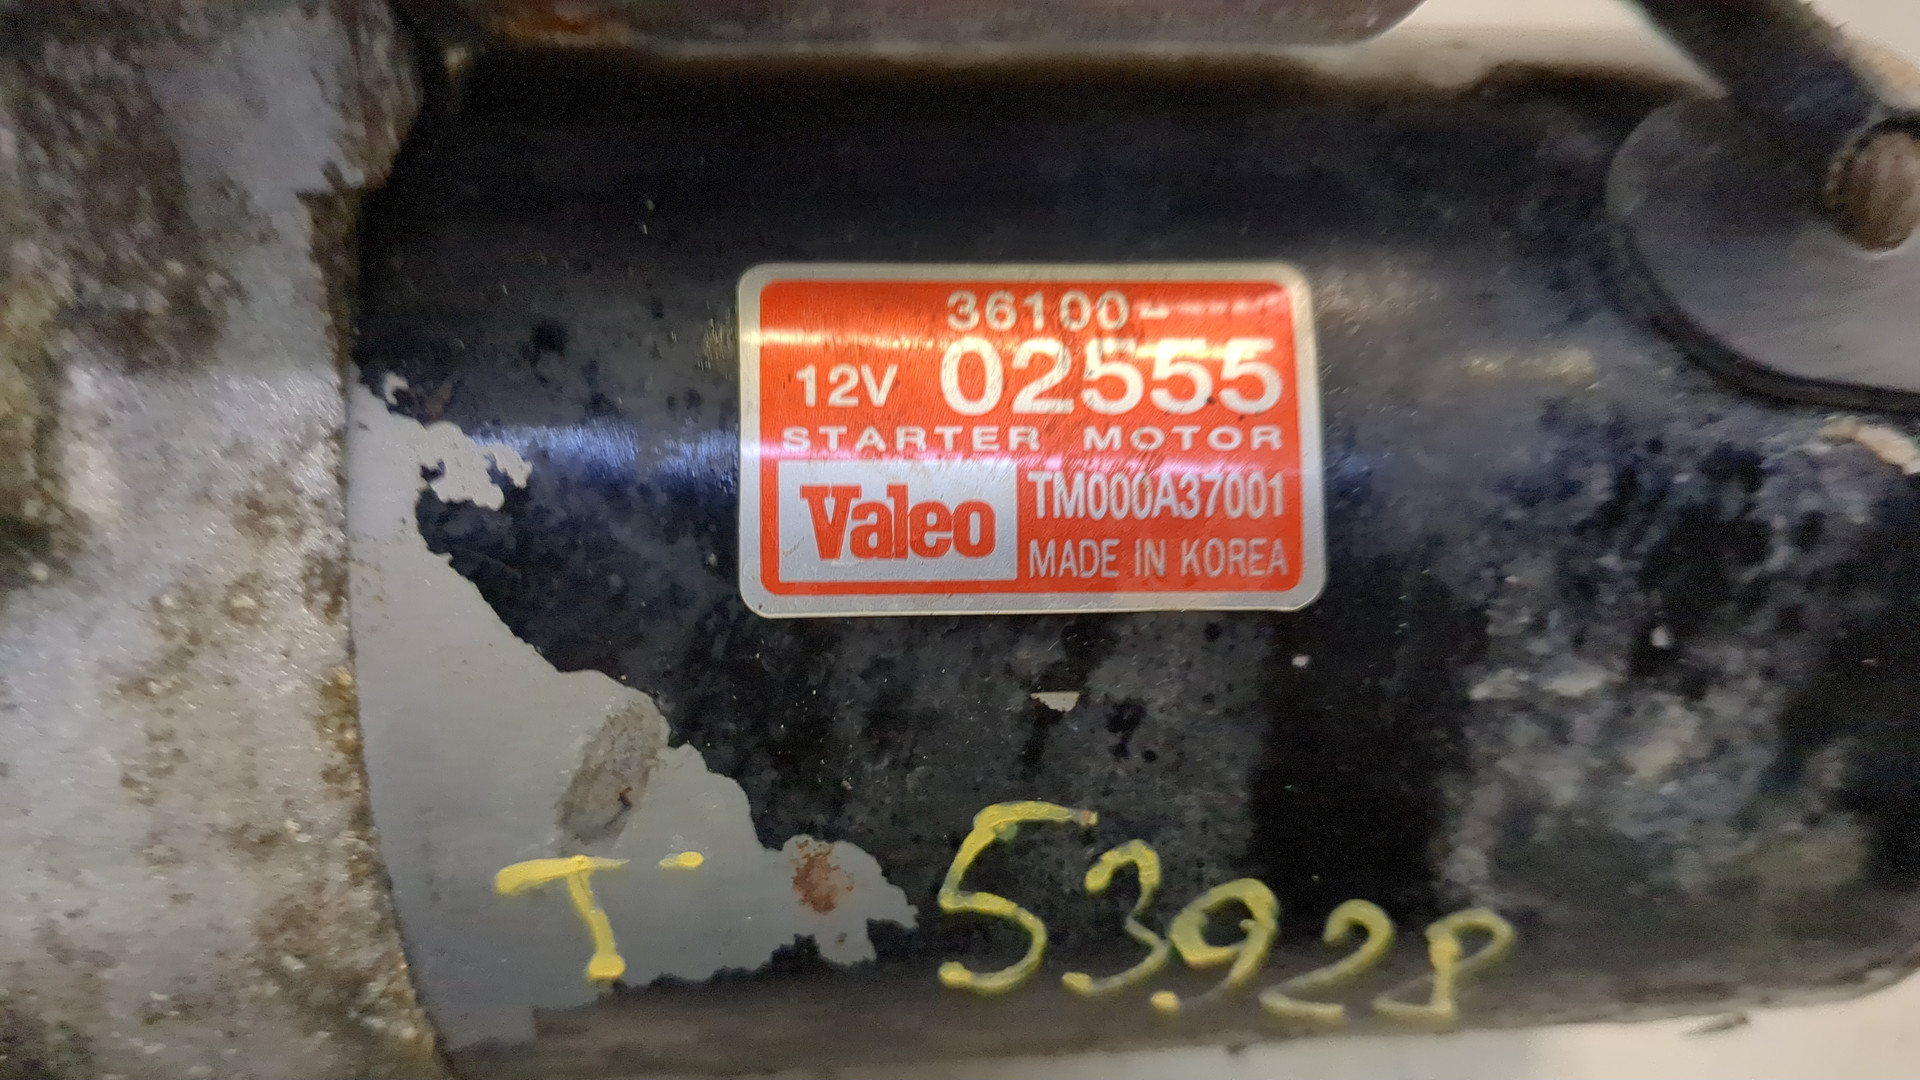 36100-
12V 02555
STARTER MOTOR
Valeo TM000A37001
MADE IN KOREA
T- 53928